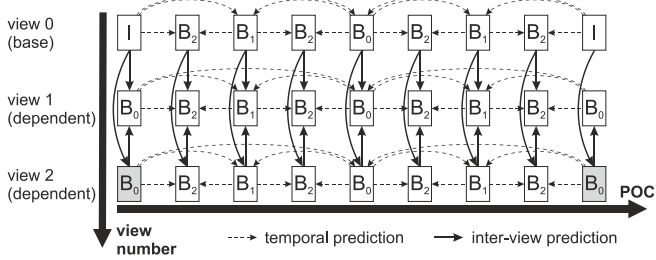 view 0
(base)
I B2 B1 B2 B0 B2 B1 B2 I
view 1
(dependent)
B0 B2 B1 B2 B0 B2 B1 B2 B0
view 2
(dependent)
B0 B2 B1 B2 B0 B2 B1 B2 B0
POC
view
number
temporal prediction
inter-view prediction